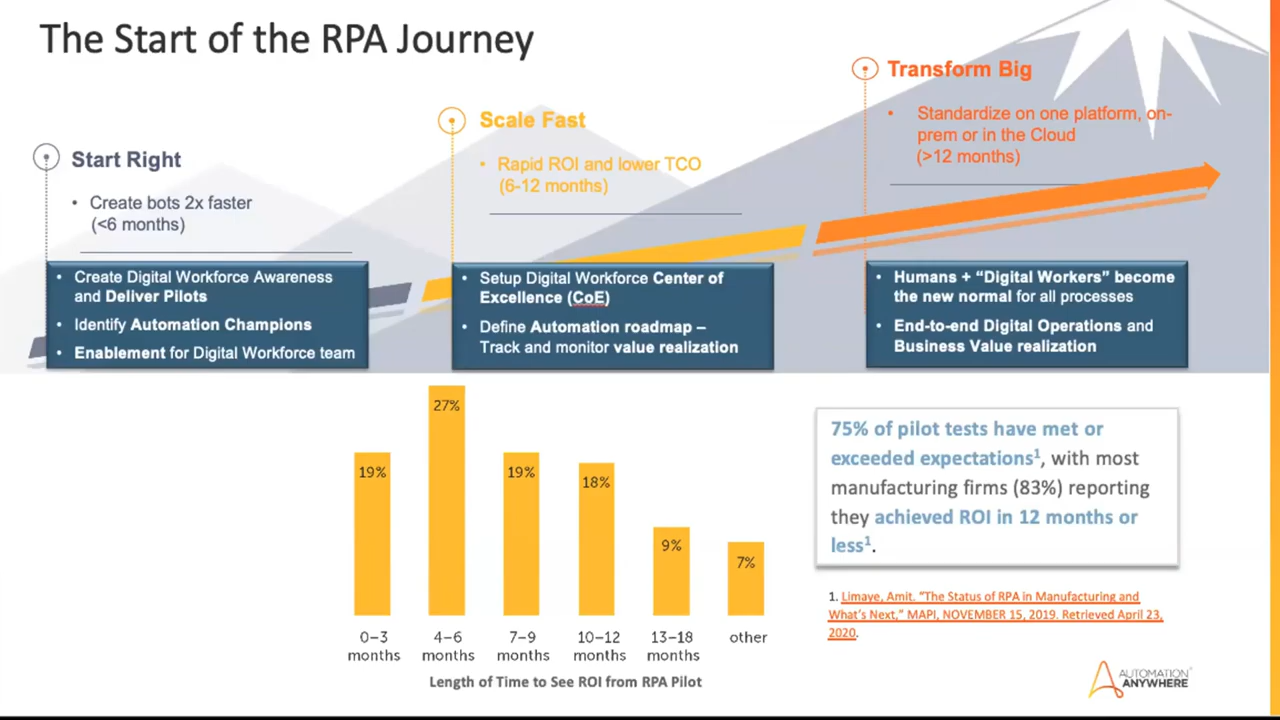 The Start of the RPA Journey
Start Right
• Create bots 2x faster
(<6 months)
• Create Digital Workforce Awareness
and Deliver Pilots
• Identify Automation Champions
• Enablement for Digital Workforce team
Scale Fast
• Rapid ROI and lower TCO
(6-12 months)
• Setup Digital Workforce Center of
Excellence (CoE)
• Define Automation roadmap –
Track and monitor value realization
Transform Big
• Standardize on one platform, on-
prem or in the Cloud
(>12 months)
• Humans + “Digital Workers” become
the new normal for all processes
• End-to-end Digital Operations and
Business Value realization
27%
19%
19%
18%
9%
7%
0–3
months
4–6
months
7–9
months
10–12
months
13–18
months
other
Length of Time to See ROI from RPA Pilot
75% of pilot tests have met or
exceeded expectations¹, with most
manufacturing firms (83%) reporting
they achieved ROI in 12 months or
less¹.
1. Limaye, Amit. “The Status of RPA in Manufacturing and
What’s Next,” MAPI, NOVEMBER 15, 2019. Retrieved April 23,
2020.
AUTOMATION
ANYWHERE